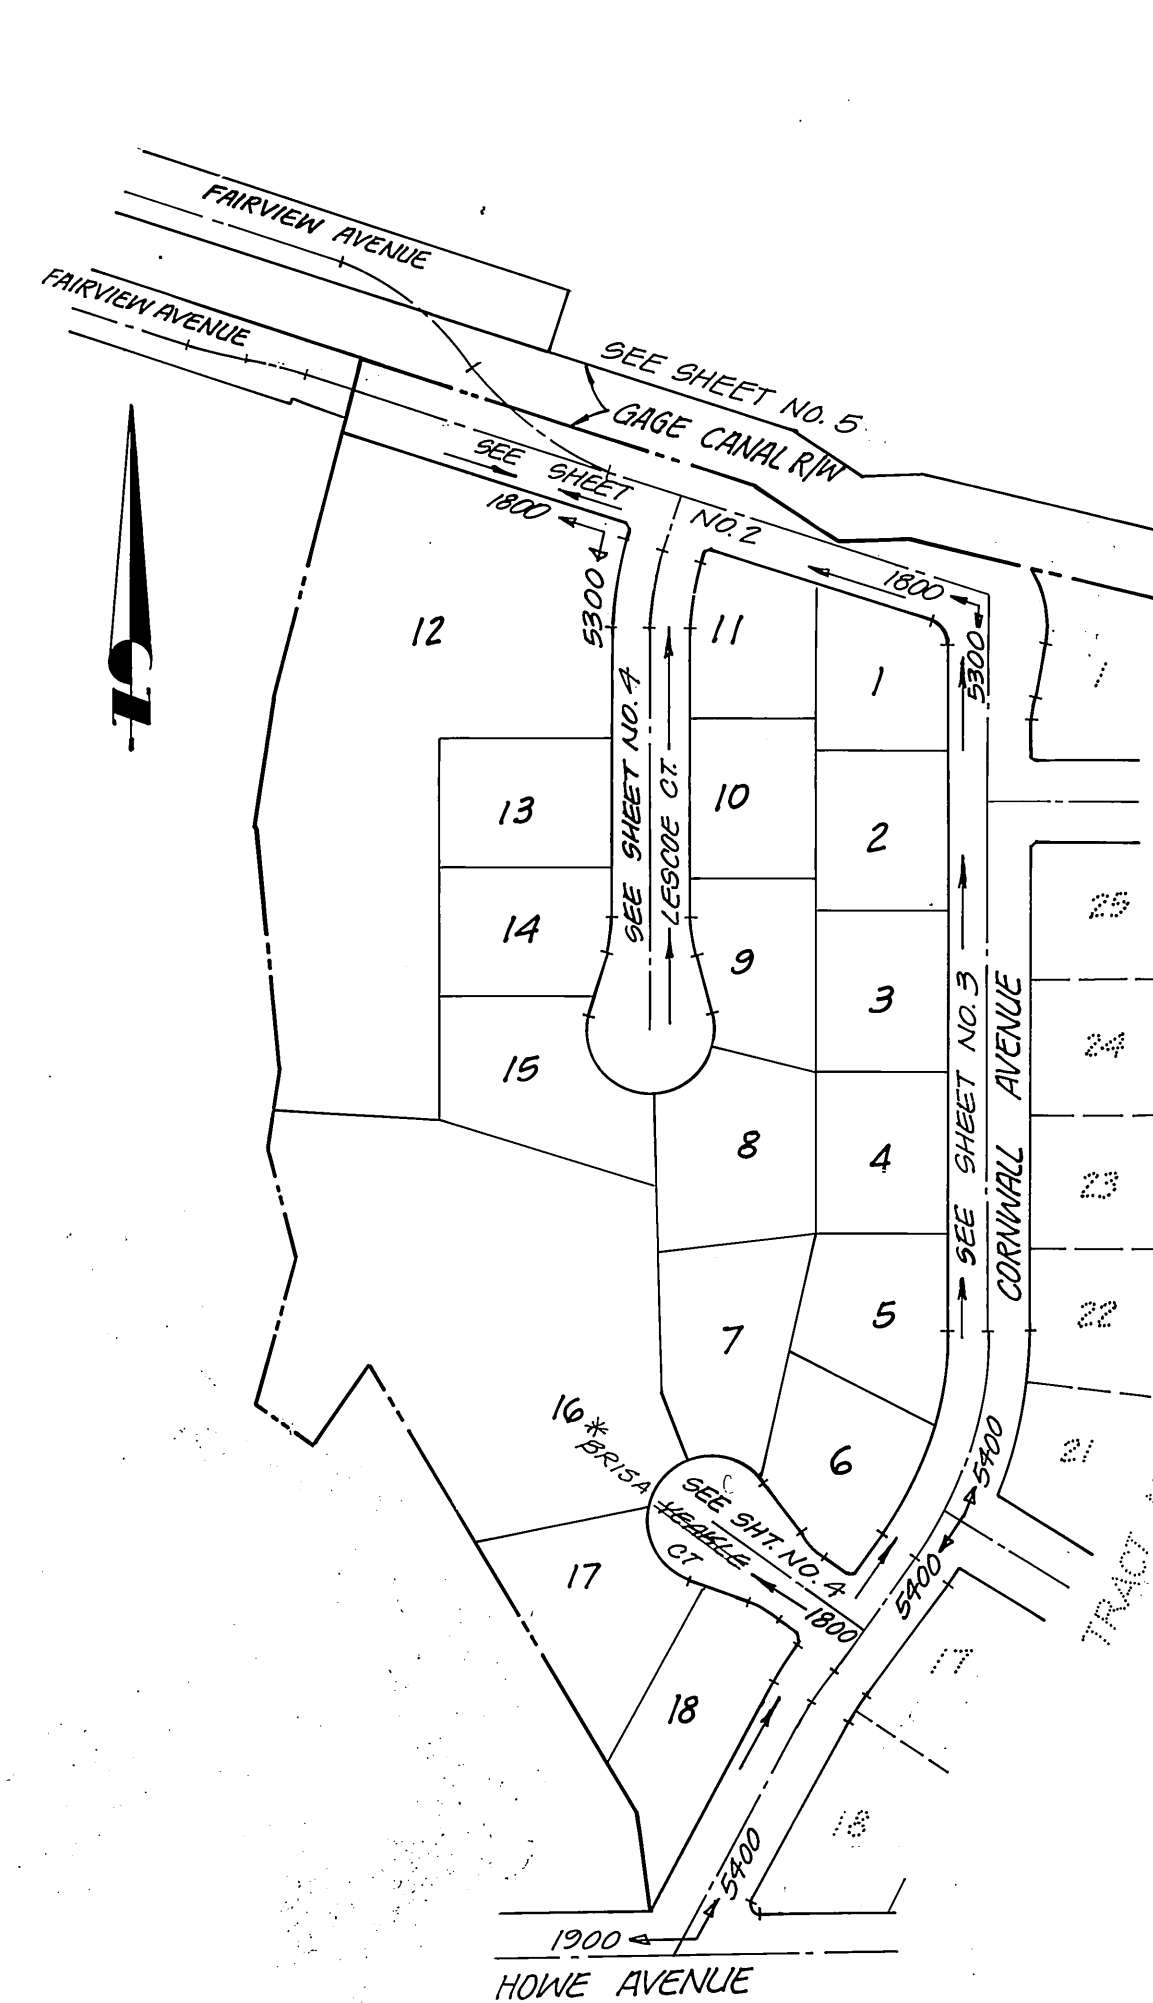 FAIRVIEW AVENUE
FAIRVIEW AVENUE
SEE SHEET NO. 5
GAGE CANAL R/W
SEE SHEET NO. 2
1800
5300
1800
5300
12
11
1
1
SEE SHEET NO. 4
LESCOE CT.
13
10
2
14
9
3
25
15
8
4
24
SEE SHEET NO. 3
CORNWALL AVENUE
23
7
5
22
16 *
BRISA
6
21
5400
SEE SHT. NO. 4
YEAKLE
CT
17
5400
1800
TRACT
17
18
18
5400
1900
HOWE AVENUE